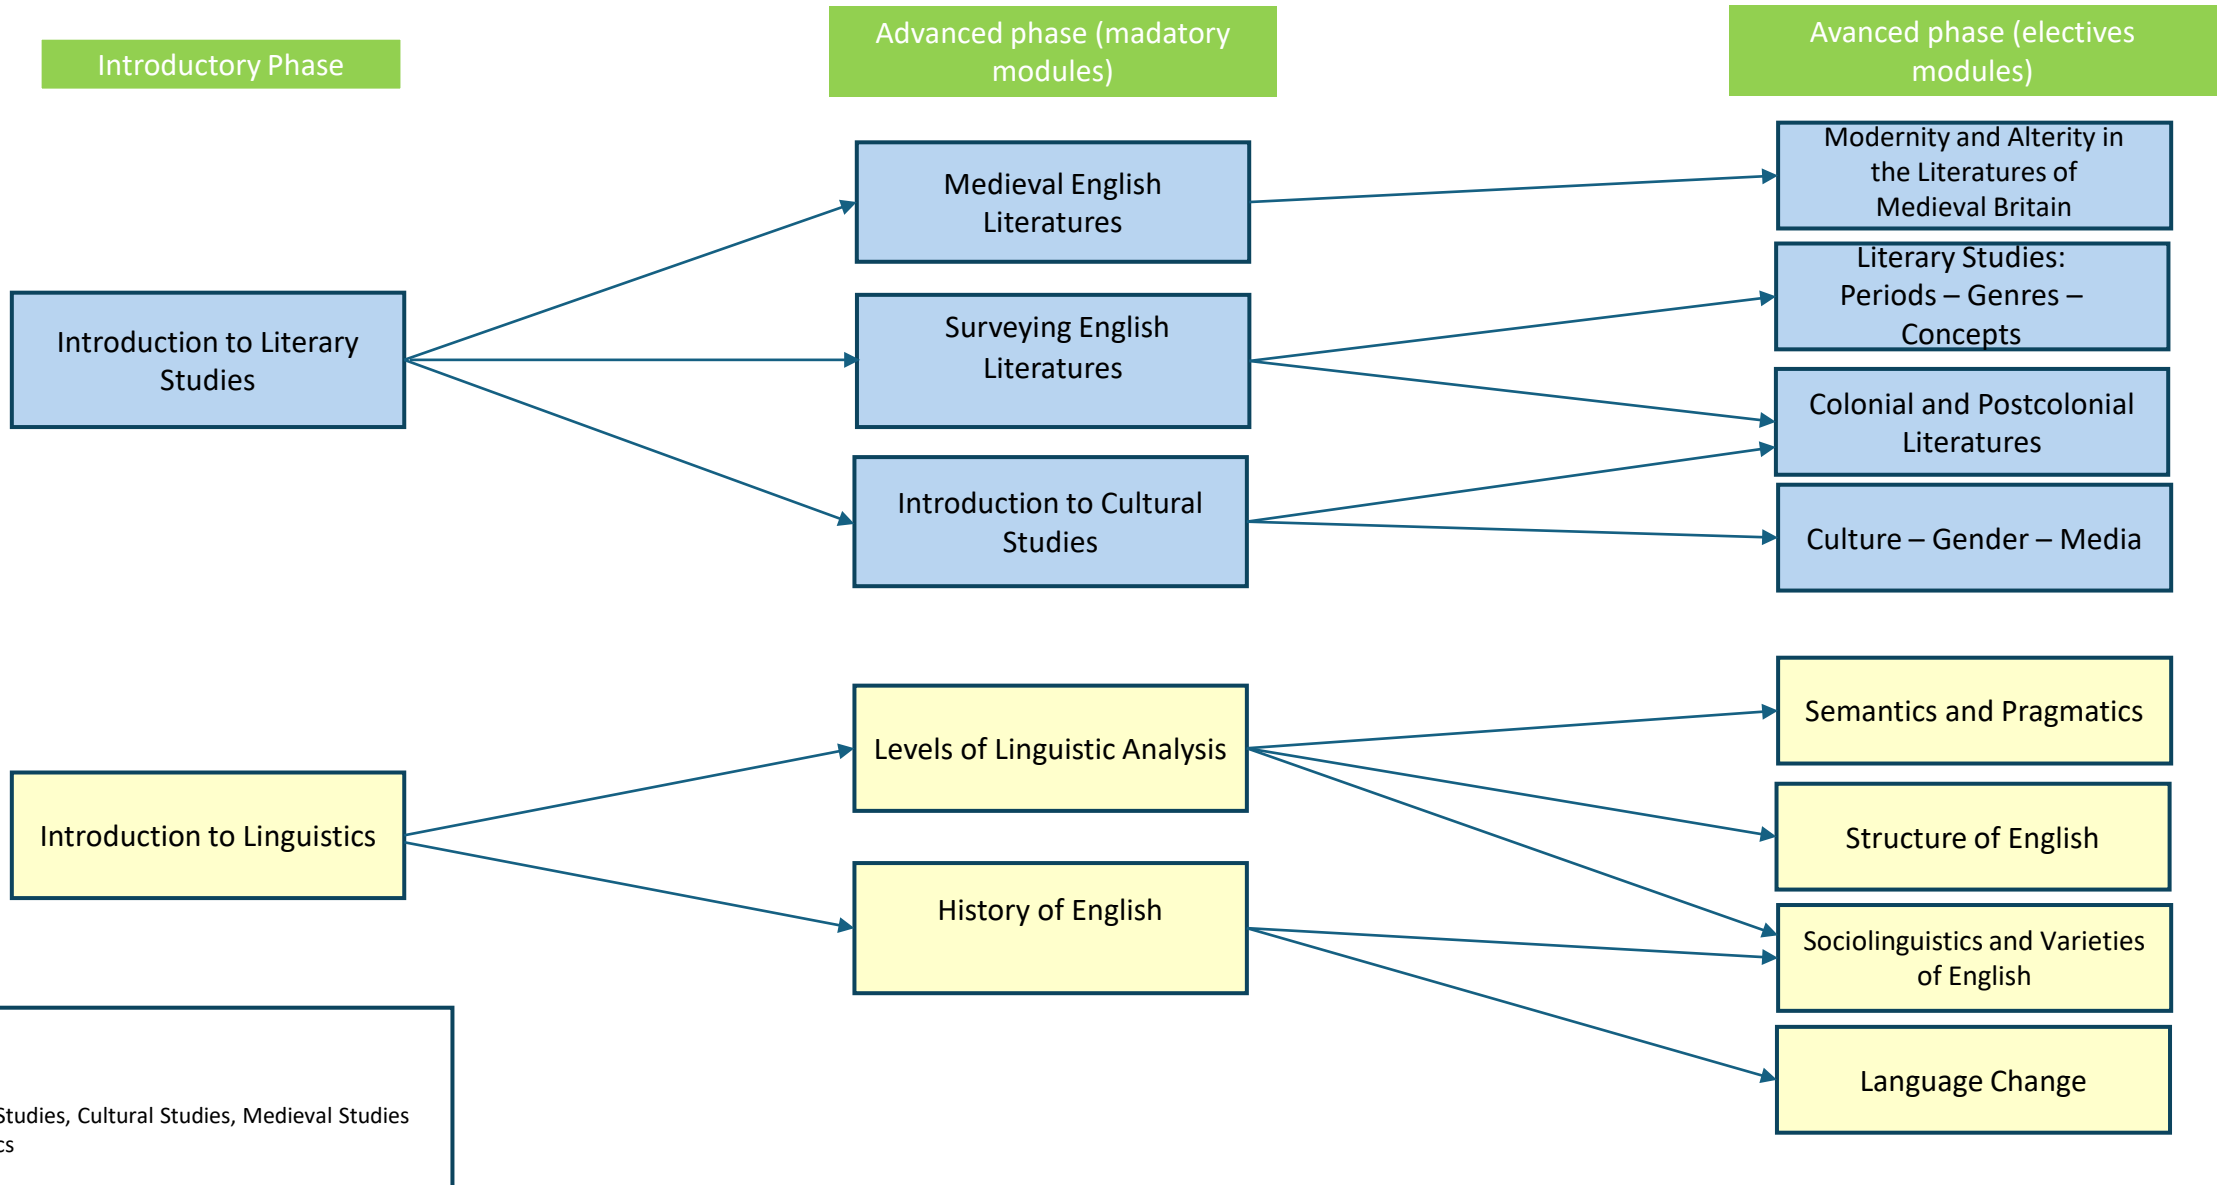 Introductory Phase
Advanced phase (madatory
modules)
Avanced phase (electives
modules)
Introduction to Literary
Studies
Medieval English
Literatures
Surveying English
Literatures
Introduction to Cultural
Studies
Modernity and Alterity in
the Literatures of
Medieval Britain
Literary Studies:
Periods – Genres –
Concepts
Colonial and Postcolonial
Literatures
Culture – Gender – Media
Introduction to Linguistics
Levels of Linguistic Analysis
History of English
Semantics and Pragmatics
Structure of English
Sociolinguistics and Varieties
of English
Language Change
Studies, Cultural Studies, Medieval Studies
cs